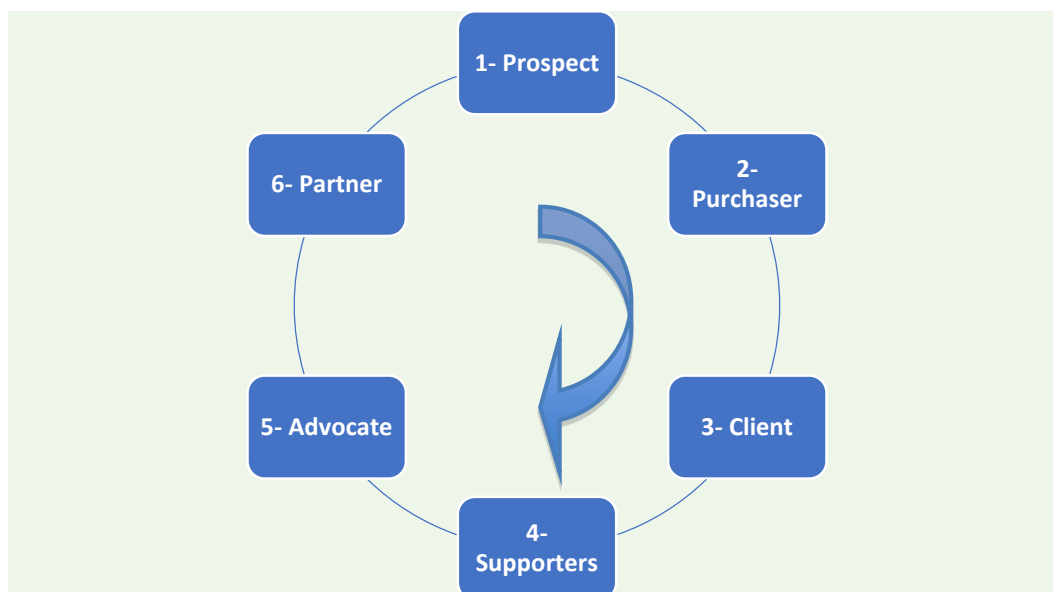 1- Prospect
2-
Purchaser
3- Client
4-
Supporters
5- Advocate
6- Partner